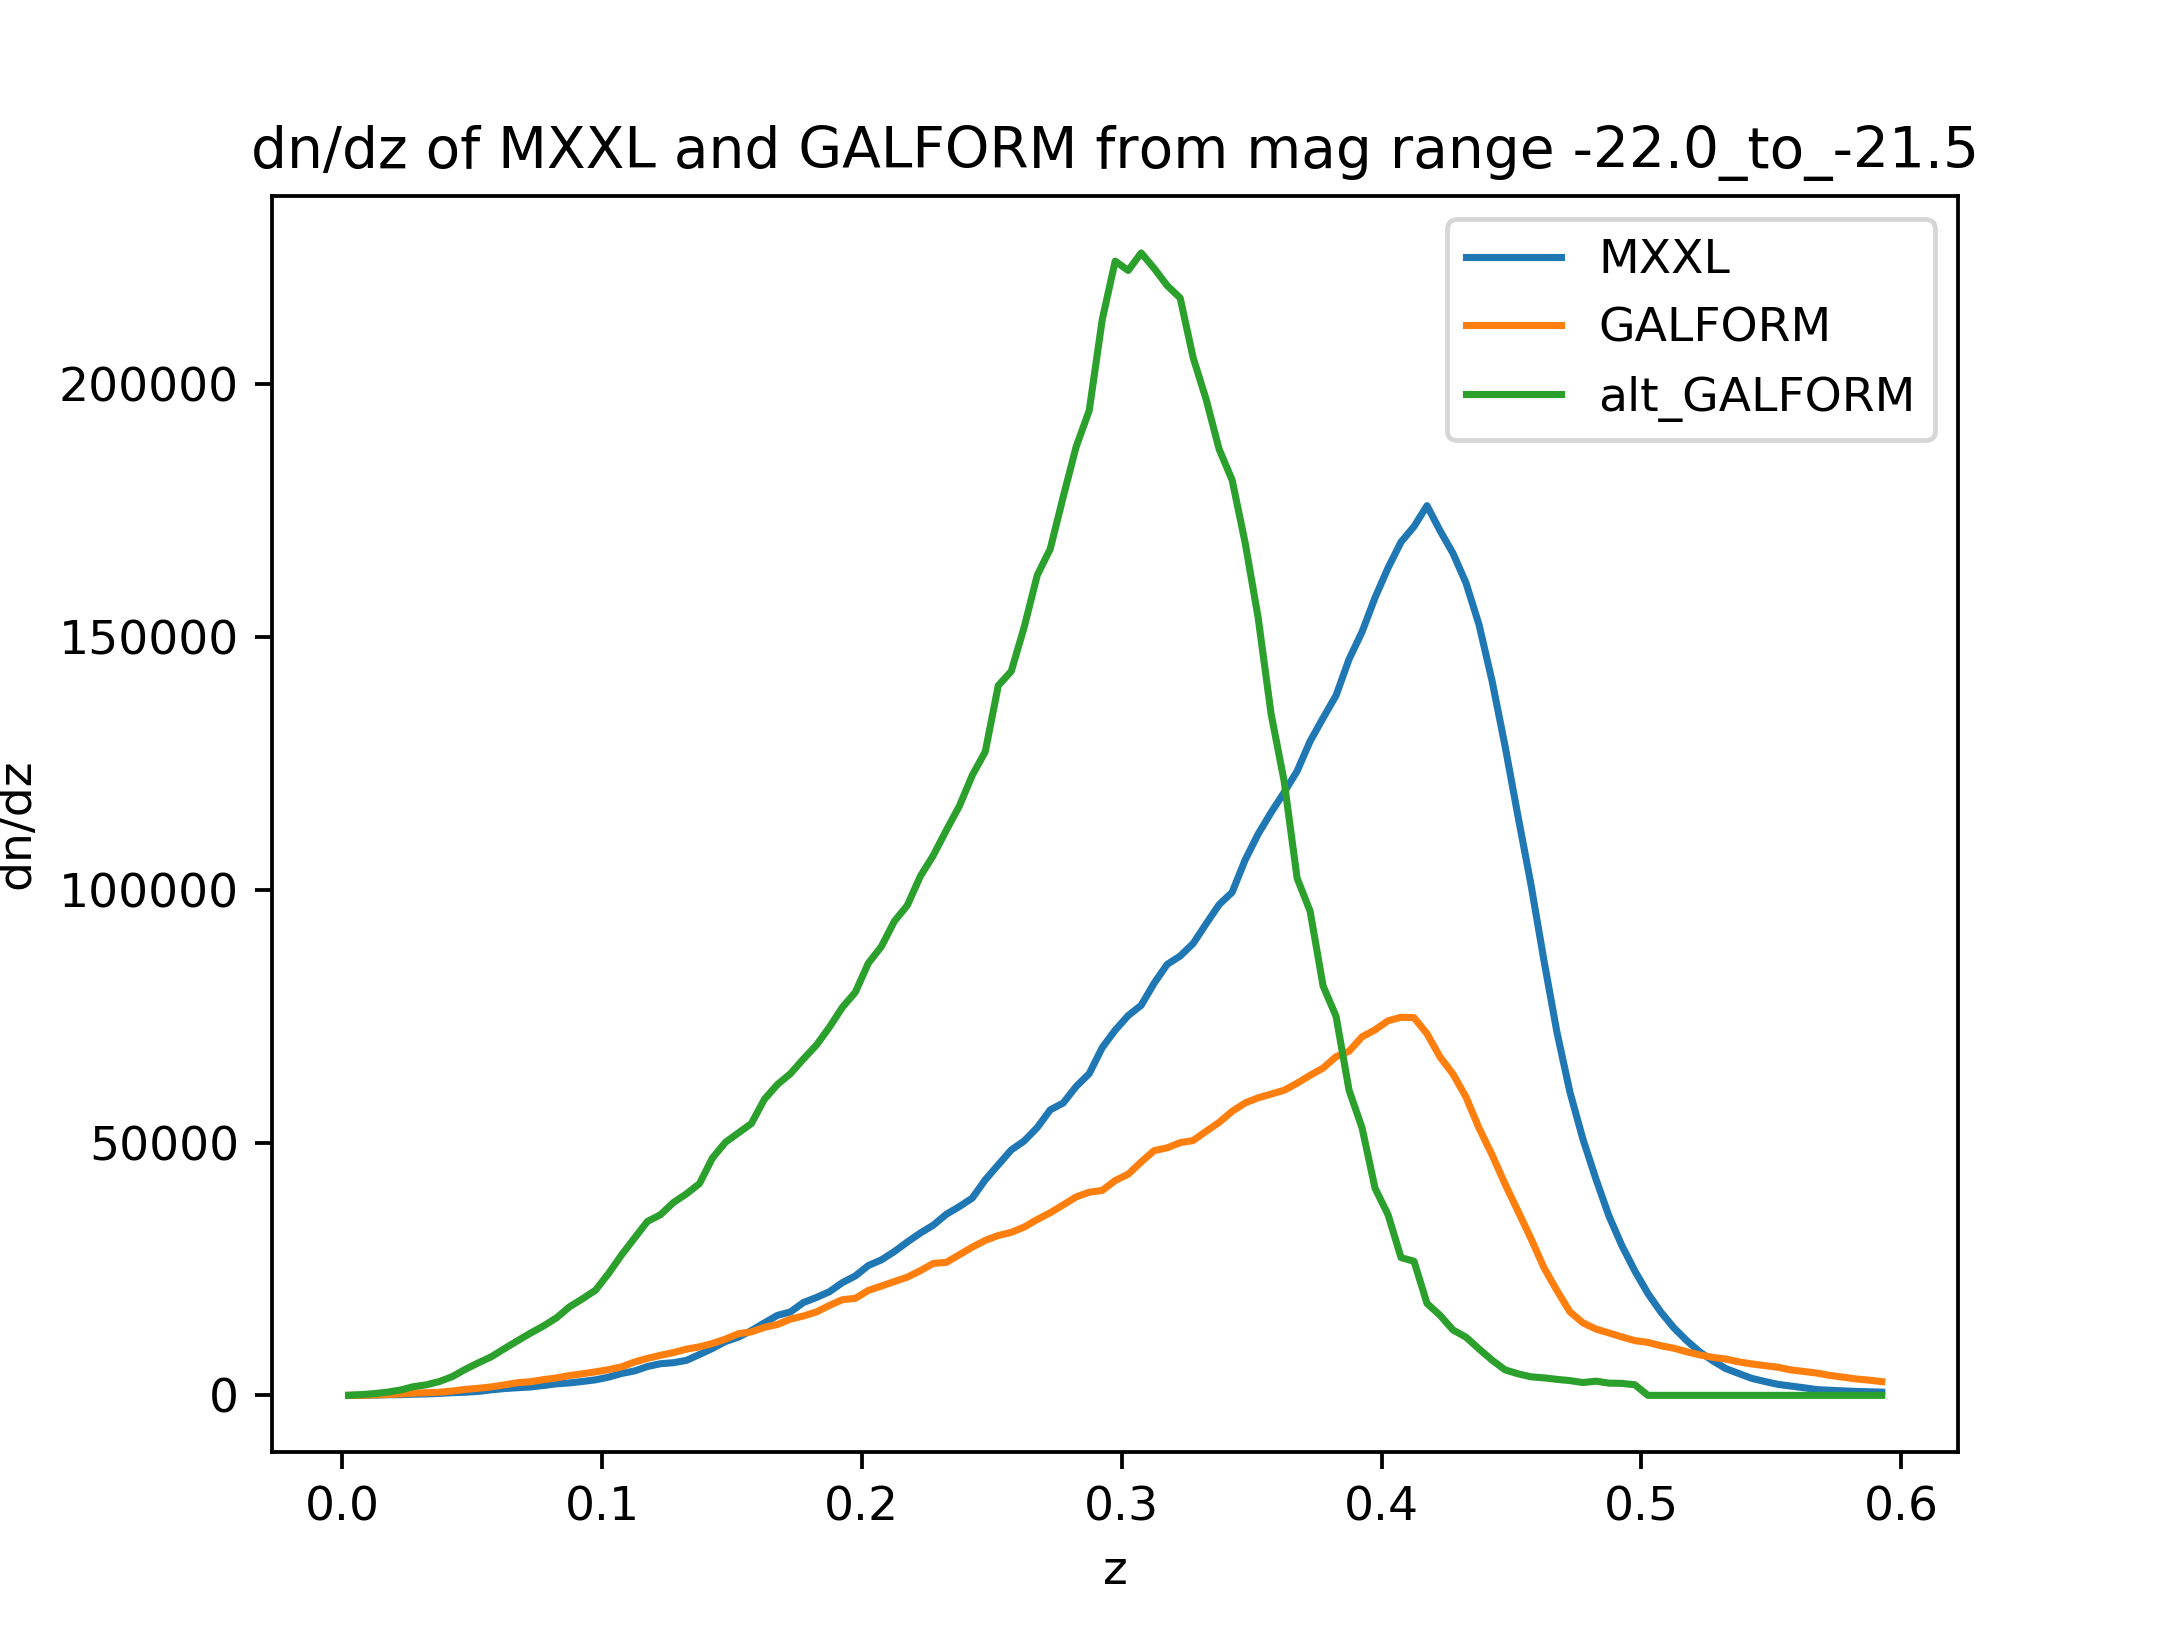 dn/dz of MXXL and GALFORM from mag range -22.0_to_-21.5
MXXL
GALFORM
alt_GALFORM
200000
150000
100000
50000
0
dn/dz
0.0 0.1 0.2 0.3 0.4 0.5 0.6
z